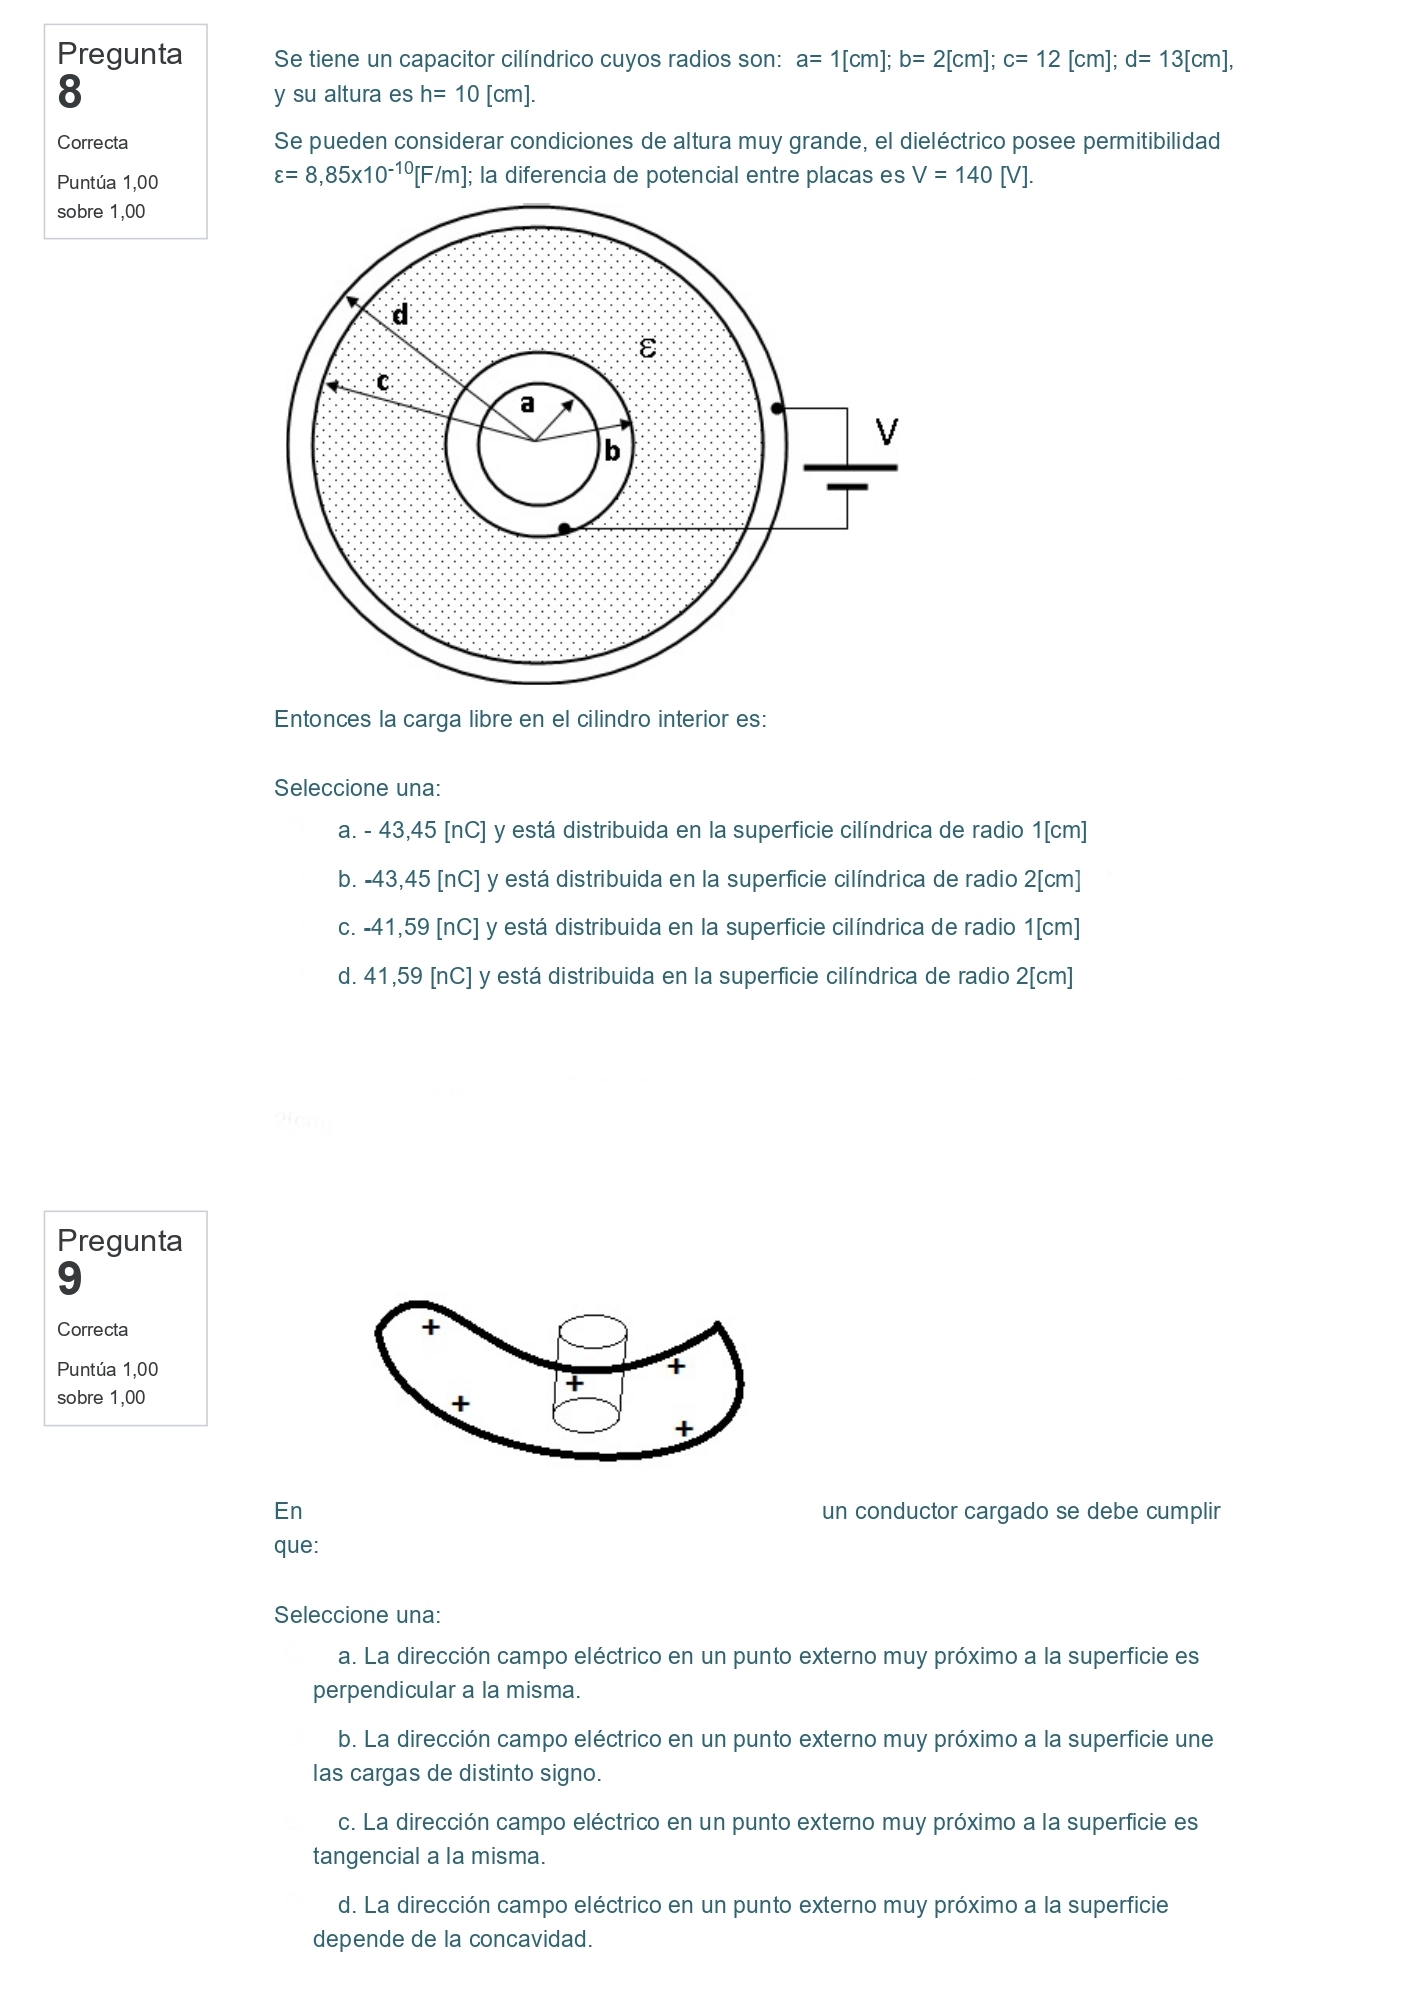 Pregunta
8
Correcta
Puntúa 1,00
sobre 1,00
Se tiene un capacitor cilíndrico cuyos radios son:  a= 1[cm]; b= 2[cm]; c= 12 [cm]; d= 13[cm],
y su altura es h= 10 [cm].
Se pueden considerar condiciones de altura muy grande, el dieléctrico posee permitibilidad
ε= 8,85x10⁻¹⁰[F/m]; la diferencia de potencial entre placas es V = 140 [V].
d
ε
c
a
b
V
Entonces la carga libre en el cilindro interior es:
Seleccione una:
a. - 43,45 [nC] y está distribuida en la superficie cilíndrica de radio 1[cm]
b. -43,45 [nC] y está distribuida en la superficie cilíndrica de radio 2[cm]
c. -41,59 [nC] y está distribuida en la superficie cilíndrica de radio 1[cm]
d. 41,59 [nC] y está distribuida en la superficie cilíndrica de radio 2[cm]
Pregunta
9
Correcta
Puntúa 1,00
sobre 1,00
+
+
+
+
+
En un conductor cargado se debe cumplir
que:
Seleccione una:
a. La dirección campo eléctrico en un punto externo muy próximo a la superficie es
perpendicular a la misma.
b. La dirección campo eléctrico en un punto externo muy próximo a la superficie une
las cargas de distinto signo.
c. La dirección campo eléctrico en un punto externo muy próximo a la superficie es
tangencial a la misma.
d. La dirección campo eléctrico en un punto externo muy próximo a la superficie
depende de la concavidad.